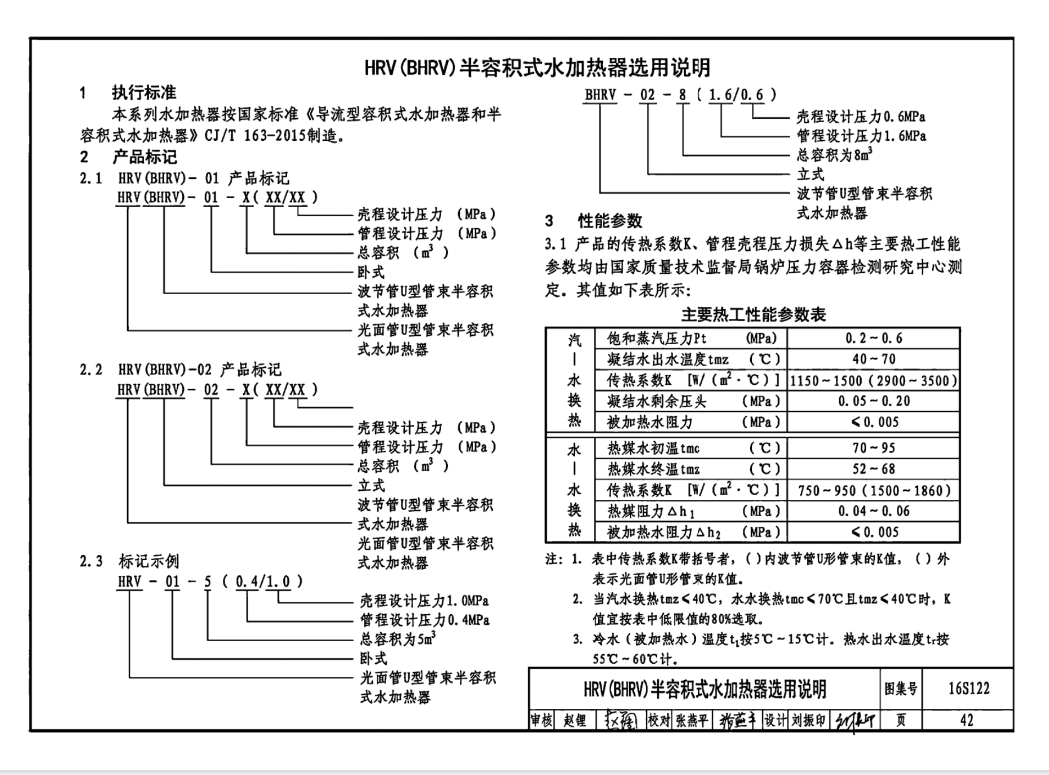 HRV(BHRV)半容积式水加热器选用说明
1 执行标准
本系列水加热器按国家标准《导流型容积式水加热器和半
容积式水加热器》CJ/T 163-2015制造。
2 产品标记
2.1 HRV(BHRV)- 01 产品标记
HRV(BHRV)- 01 - X( XX/XX )
壳程设计压力 (MPa)
管程设计压力 (MPa)
总容积 (m³ )
卧式
波节管U型管束半容积
式水加热器
光面管U型管束半容积
式水加热器
2.2 HRV(BHRV)-02 产品标记
HRV(BHRV)- 02 - X( XX/XX )
壳程设计压力 (MPa)
管程设计压力 (MPa)
总容积 (m³ )
立式
波节管U型管束半容积
式水加热器
光面管U型管束半容积
式水加热器
2.3 标记示例
HRV - 01 - 5 ( 0.4/1.0 )
壳程设计压力1.0MPa
管程设计压力0.4MPa
总容积为5m³
卧式
光面管U型管束半容积
式水加热器
BHRV - 02 - 8 ( 1.6/0.6 )
壳程设计压力0.6MPa
管程设计压力1.6MPa
总容积为8m³
立式
波节管U型管束半容积
式水加热器
3 性能参数
3.1 产品的传热系数K、管程壳程压力损失△h等主要热工性能
参数均由国家质量技术监督局锅炉压力容器检测研究中心测
定。其值如下表所示:
主要热工性能参数表
汽—水换热
饱和蒸汽压力Pt (MPa) 0.2~0.6
凝结水出水温度tmz (℃) 40~70
传热系数K [W/(m²·℃)] 1150~1500(2900~3500)
凝结水剩余压头 (MPa) 0.05~0.20
被加热水阻力 (MPa) ≤0.005
水—水换热
热媒水初温tmc (℃) 70~95
热媒水终温tmz (℃) 52~68
传热系数K [W/(m²·℃)] 750~950(1500~1860)
热媒阻力△h₁ (MPa) 0.04~0.06
被加热水阻力△h₂ (MPa) ≤0.005
注: 1. 表中传热系数K带括号者,()内波节管U形管束的K值,()外
表示光面管U形管束的K值。
2. 当汽水换热tmz≤40℃,水水换热tmc≤70℃且tmz≤40℃时,K
值宜按表中低限值的80%选取。
3. 冷水(被加热水)温度t₁按5℃~15℃计。热水出水温度tᵣ按
55℃~60℃计。
HRV(BHRV)半容积式水加热器选用说明 图集号 16S122
审核 赵锂 校对 张燕平 设计 刘振印 页 42